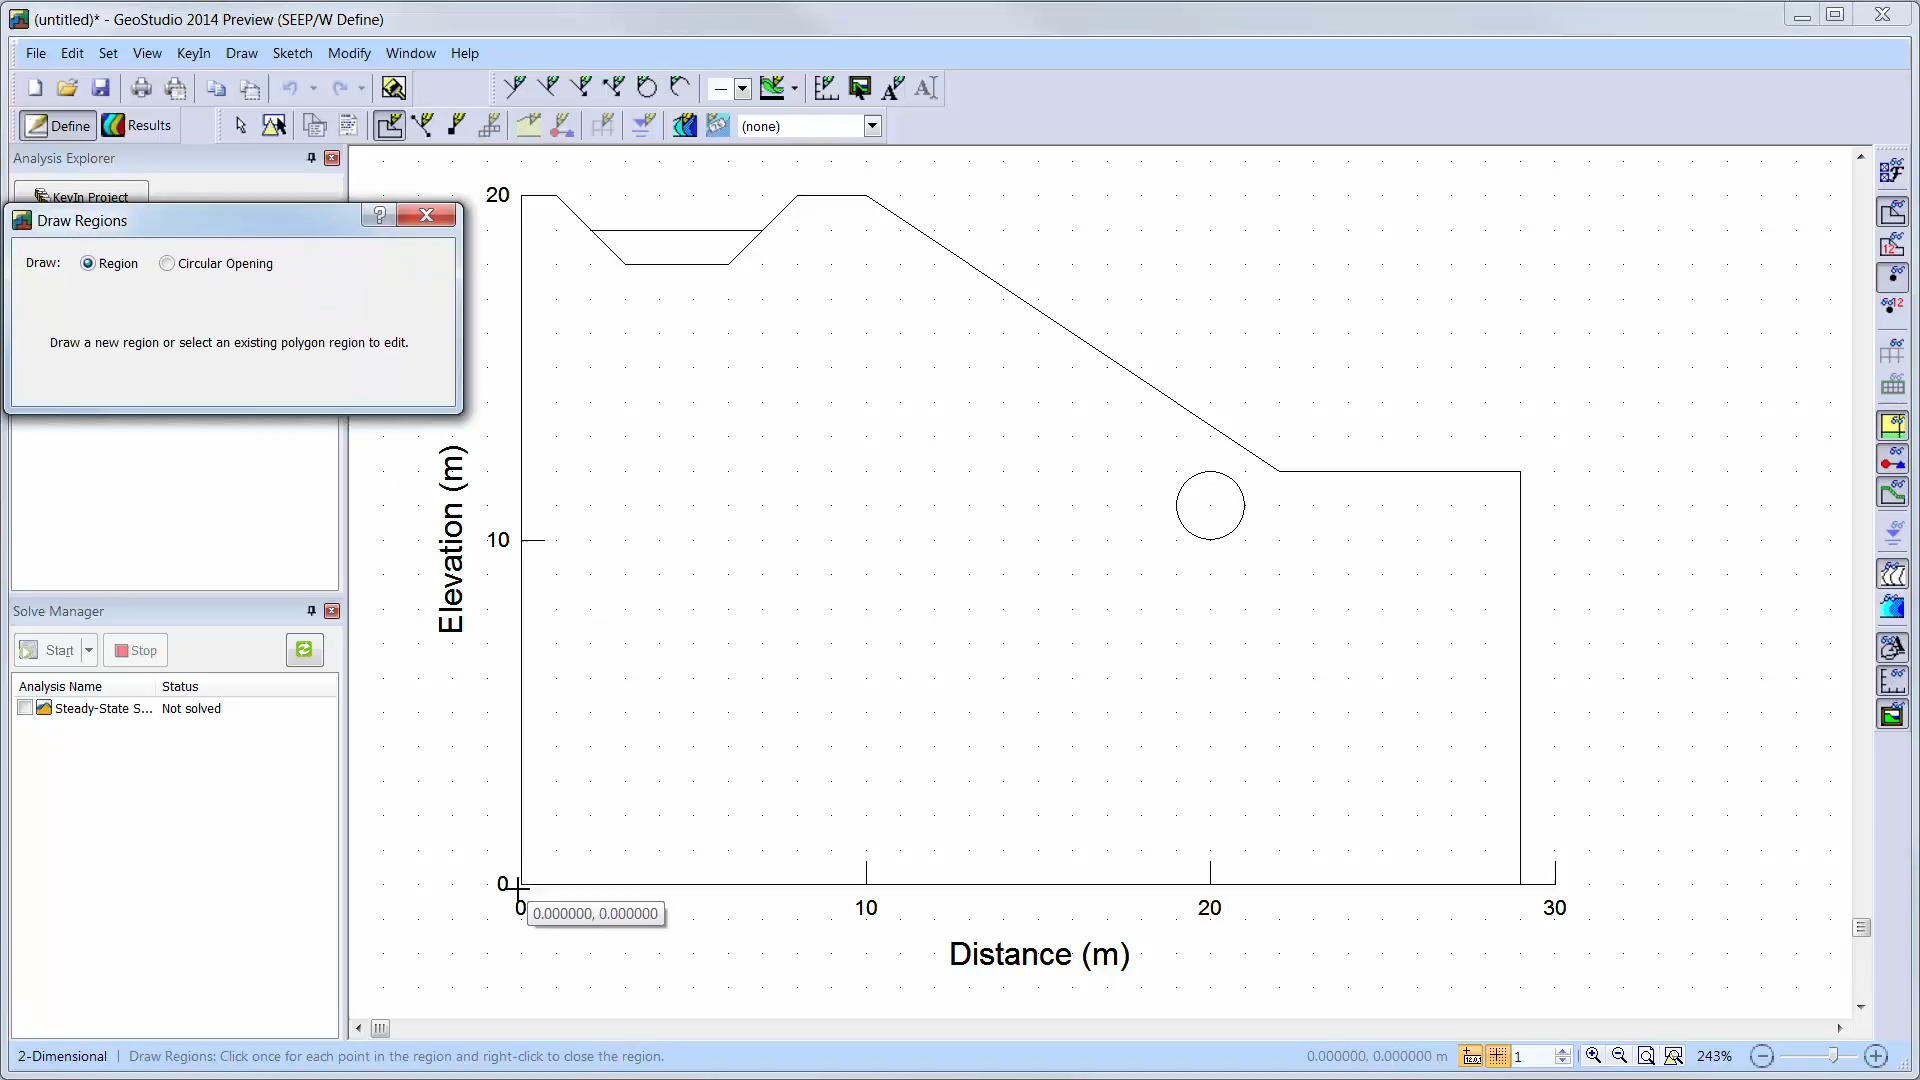 (untitled)* - GeoStudio 2014 Preview (SEEP/W Define)
File Edit Set View KeyIn Draw Sketch Modify Window Help
Define Results (none)
Analysis Explorer
KeyIn Project
Draw Regions
Draw: Region Circular Opening
Draw a new region or select an existing polygon region to edit.
Solve Manager
Start Stop
Analysis Name Status
Steady-State S... Not solved
20
10
0
Elevation (m)
0 10 20 30
0.000000, 0.000000
Distance (m)
2-Dimensional Draw Regions: Click once for each point in the region and right-click to close the region. 0.000000, 0.000000 m 1 243%